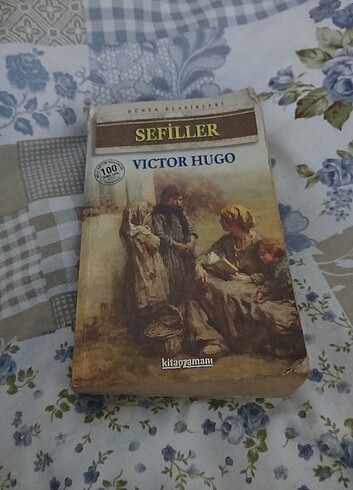 DÜNYA KLASİKLERİ
SEFİLLER
VICTOR HUGO
100
kitapzamanı